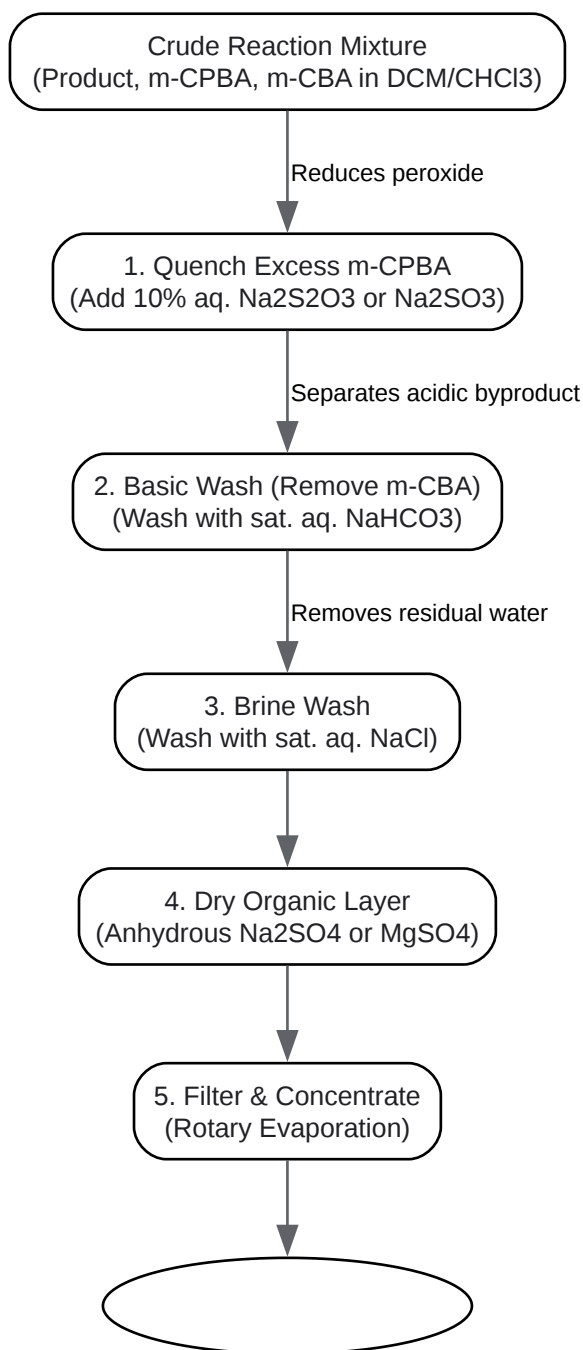 Crude Reaction Mixture
(Product, m-CPBA, m-CBA in DCM/CHCl3)
Reduces peroxide
1. Quench Excess m-CPBA
(Add 10% aq. Na2S2O3 or Na2SO3)
Separates acidic byproduct
2. Basic Wash (Remove m-CBA)
(Wash with sat. aq. NaHCO3)
Removes residual water
3. Brine Wash
(Wash with sat. aq. NaCl)
4. Dry Organic Layer
(Anhydrous Na2SO4 or MgSO4)
5. Filter & Concentrate
(Rotary Evaporation)